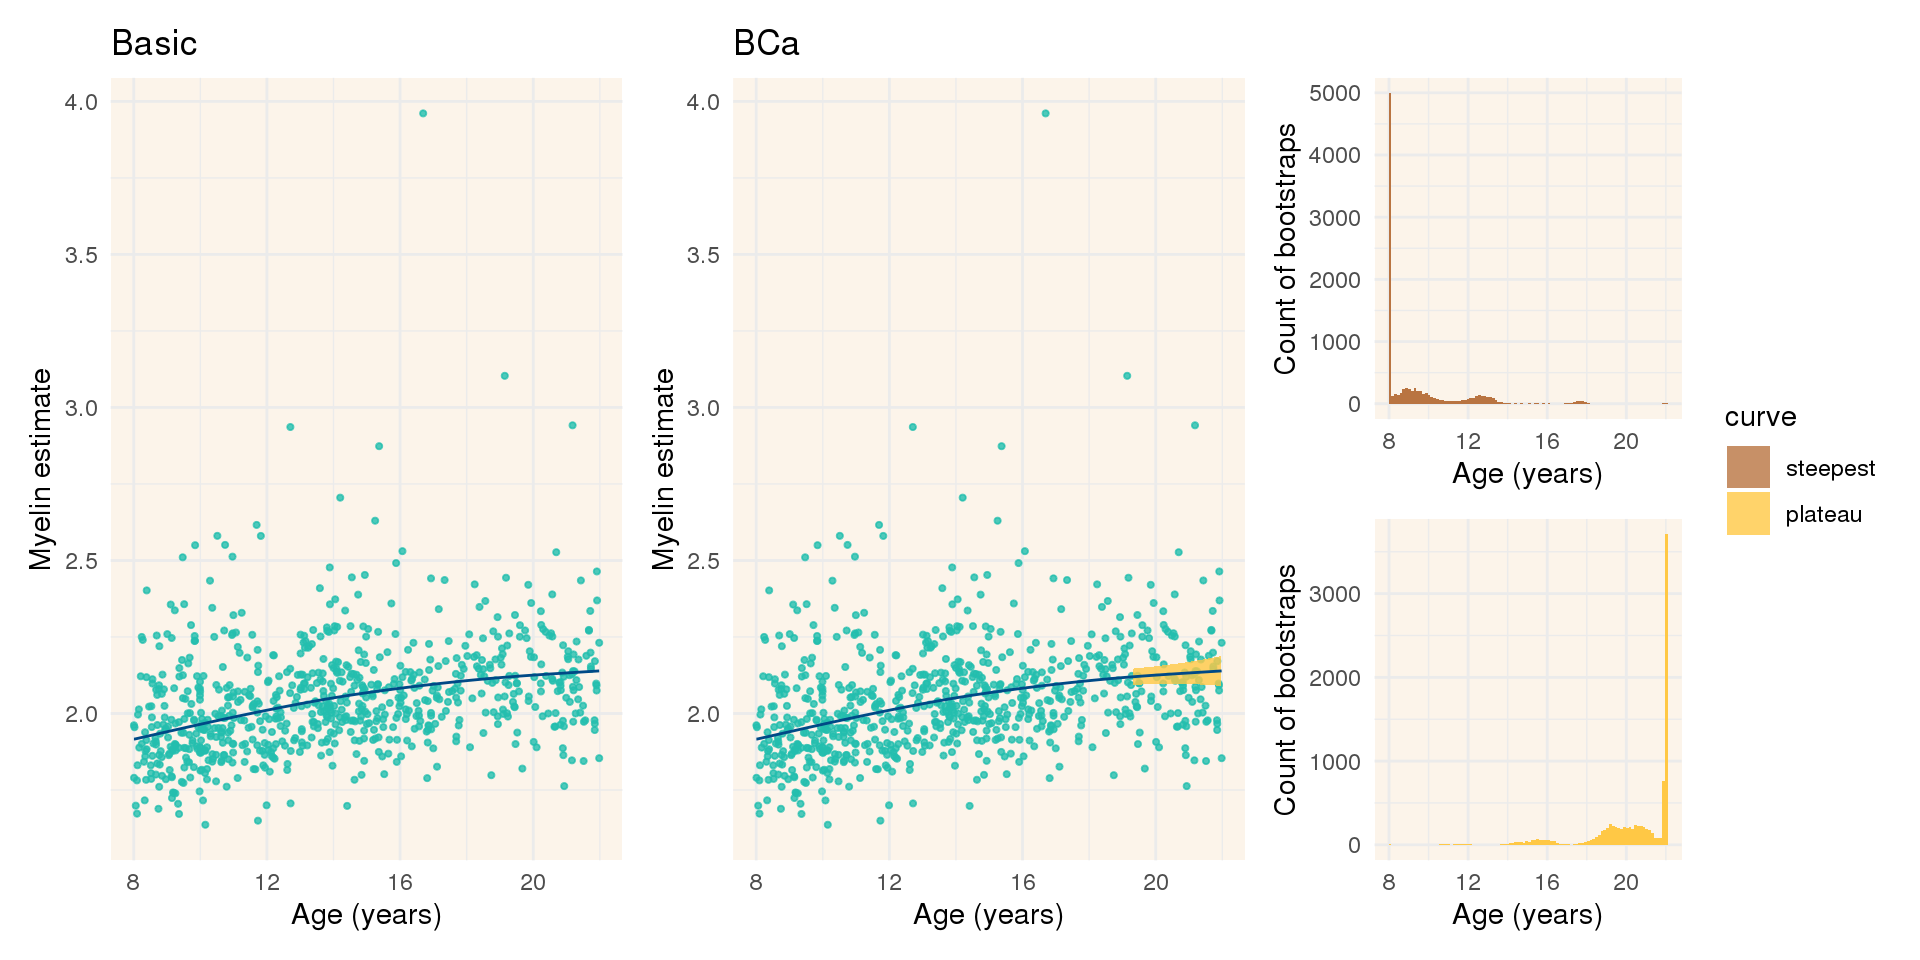 Basic
Myelin estimate
4.0
3.5
3.0
2.5
2.0
8 12 16 20
Age (years)
BCa
Myelin estimate
4.0
3.5
3.0
2.5
2.0
8 12 16 20
Age (years)
Count of bootstraps
5000
4000
3000
2000
1000
0
8 12 16 20
Age (years)
Count of bootstraps
3000
2000
1000
0
8 12 16 20
Age (years)
curve
steepest
plateau